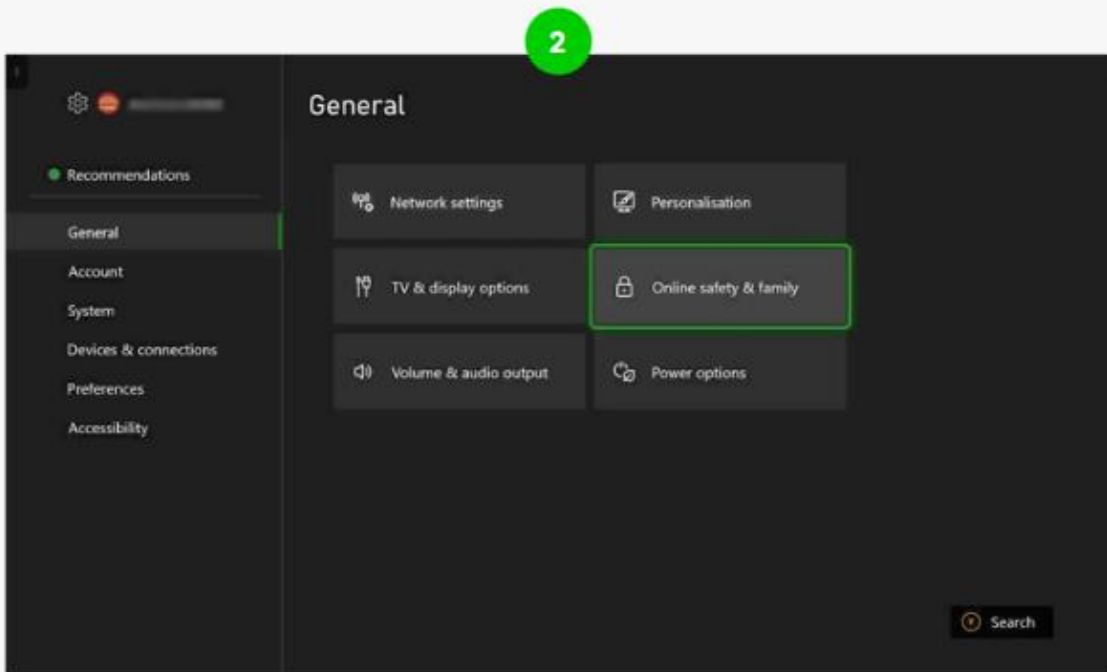 2
General
Recommendations
General
Account
System
Devices & connections
Preferences
Accessibility
Network settings
Personalisation
TV & display options
Online safety & family
Volume & audio output
Power options
Y Search